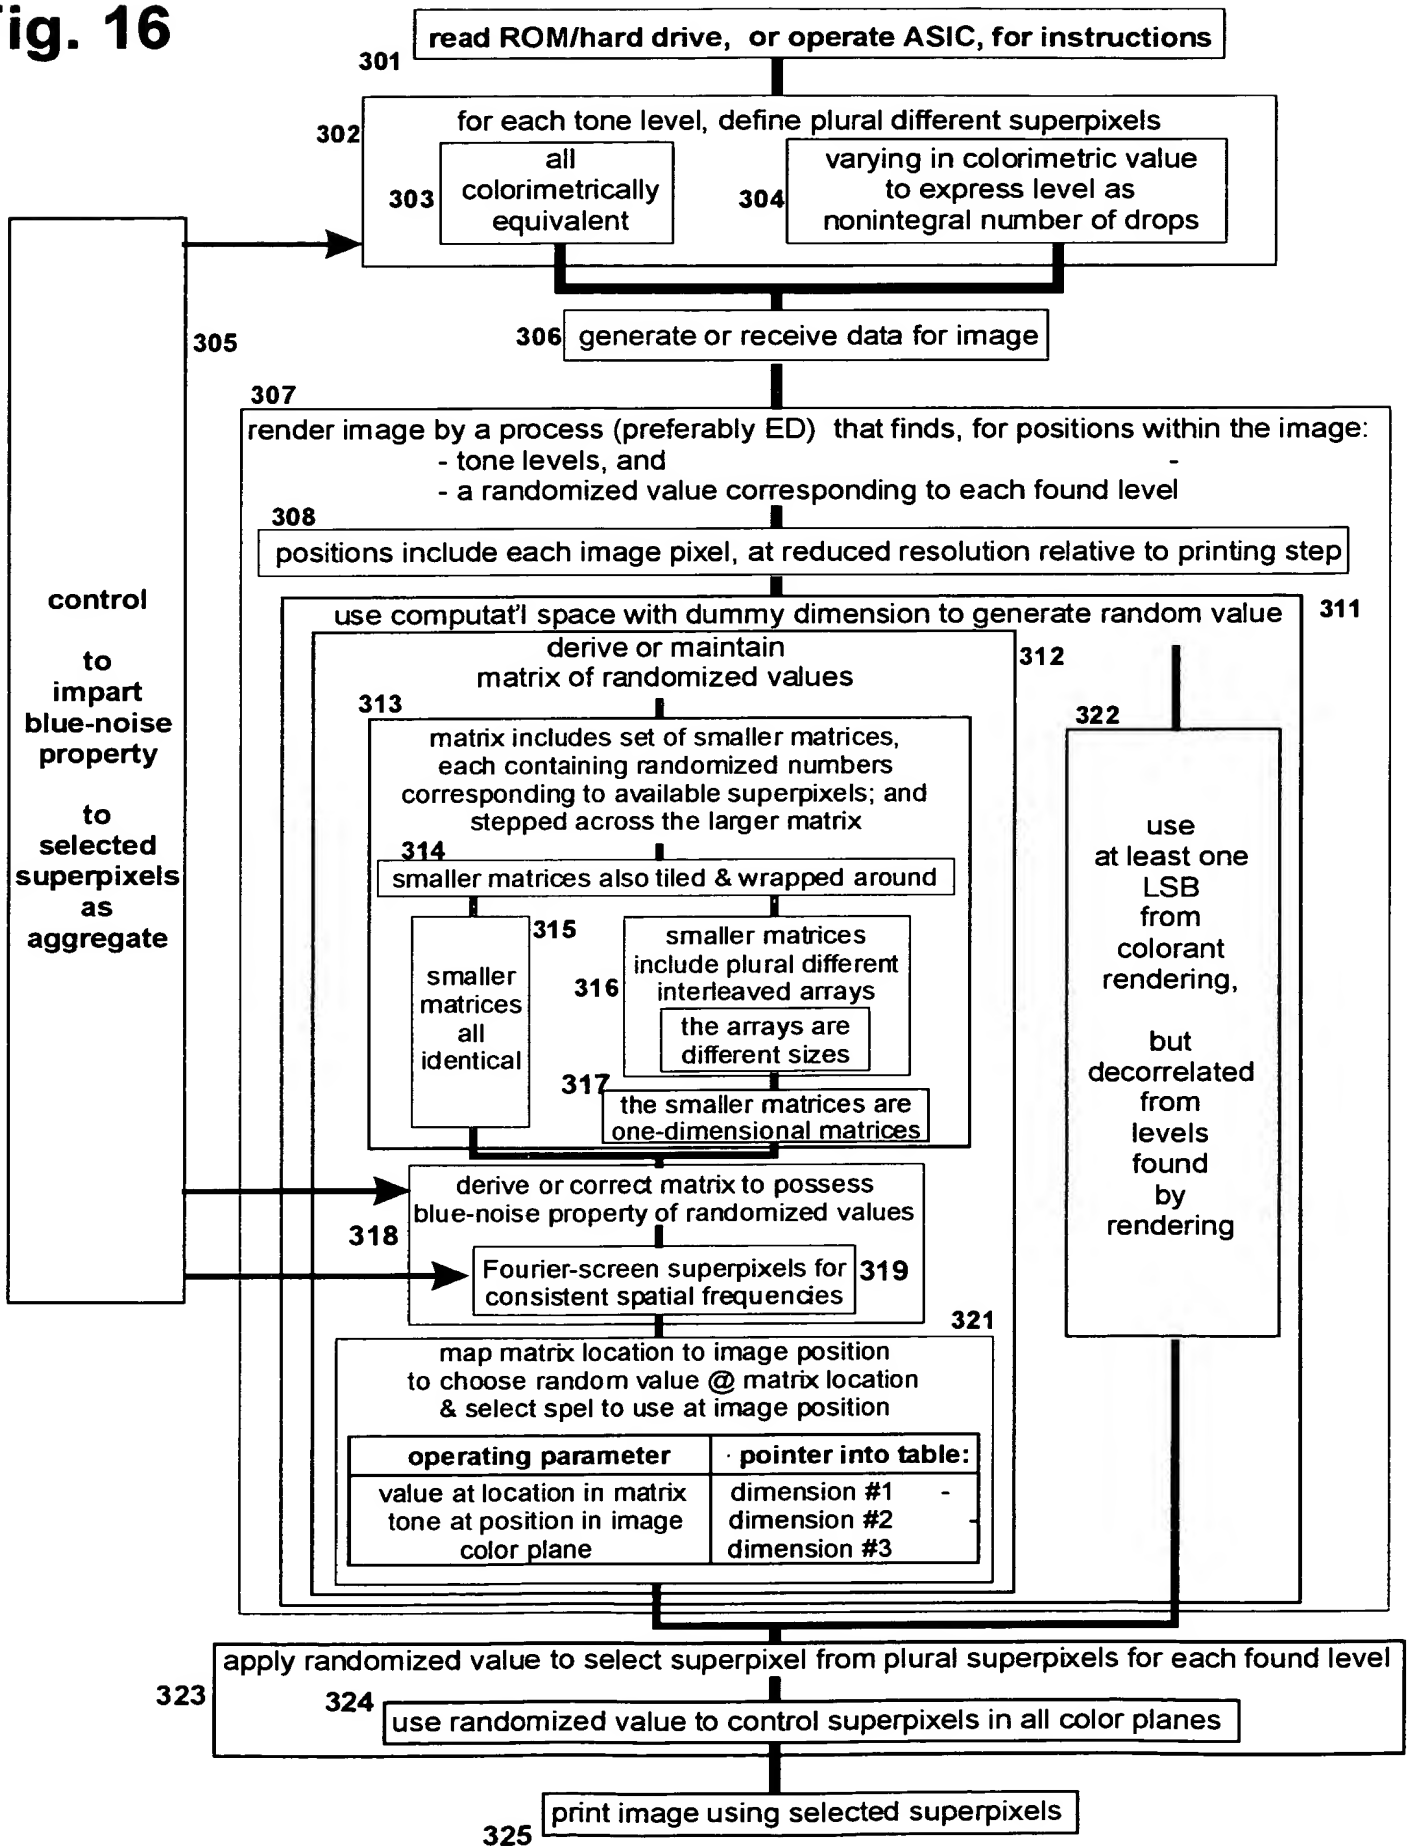 ig. 16
read ROM/hard drive, or operate ASIC, for instructions
301
302
for each tone level, define plural different superpixels
303
all
colorimetrically
equivalent
304
varying in colorimetric value
to express level as
nonintegral number of drops
305
control
to
impart
blue-noise
property
to
selected
superpixels
as
aggregate
306
generate or receive data for image
307
render image by a process (preferably ED) that finds, for positions within the image:
- tone levels, and
- a randomized value corresponding to each found level
308
positions include each image pixel, at reduced resolution relative to printing step
use computat'l space with dummy dimension to generate random value
311
derive or maintain
matrix of randomized values
312
313
matrix includes set of smaller matrices,
each containing randomized numbers
corresponding to available superpixels; and
stepped across the larger matrix
314
smaller matrices also tiled & wrapped around
315
smaller
matrices
all
identical
316
smaller matrices
include plural different
interleaved arrays
the arrays are
different sizes
317
the smaller matrices are
one-dimensional matrices
318
derive or correct matrix to possess
blue-noise property of randomized values
Fourier-screen superpixels for
consistent spatial frequencies
319
321
map matrix location to image position
to choose random value @ matrix location
& select spel to use at image position
operating parameter pointer into table:
value at location in matrix dimension #1
tone at position in image dimension #2
color plane dimension #3
322
use
at least one
LSB
from
colorant
rendering,
but
decorrelated
from
levels
found
by
rendering
323
apply randomized value to select superpixel from plural superpixels for each found level
324
use randomized value to control superpixels in all color planes
325
print image using selected superpixels